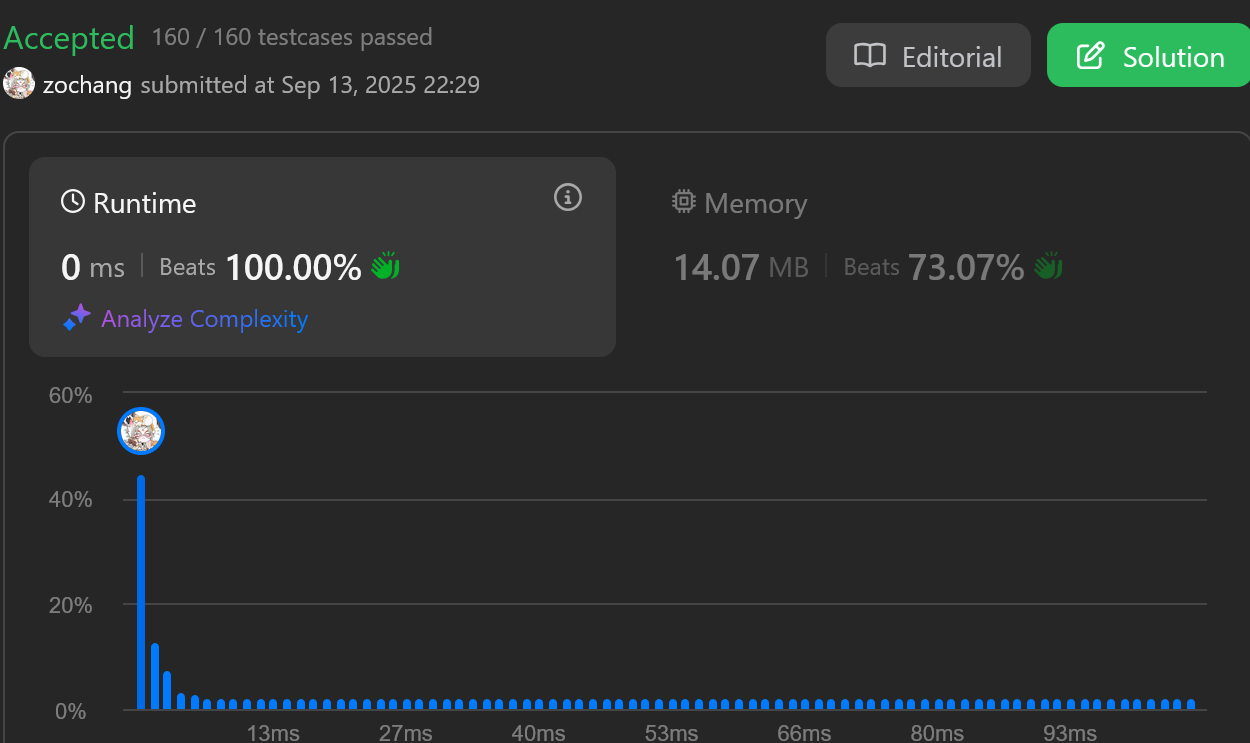 Accepted 160 / 160 testcases passed
Editorial
Solution
zochang submitted at Sep 13, 2025 22:29
Runtime
Memory
0 ms Beats 100.00%
14.07 MB Beats 73.07%
Analyze Complexity
60%
40%
20%
0%
13ms 27ms 40ms 53ms 66ms 80ms 93ms